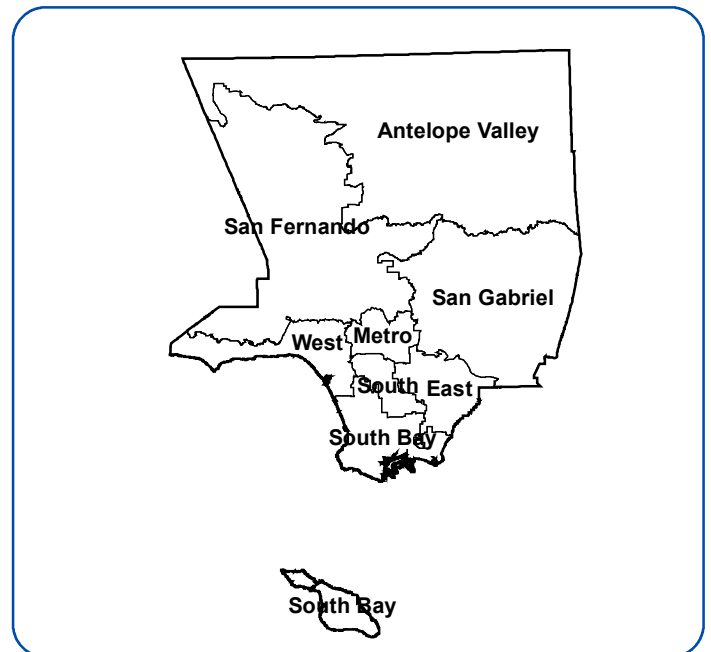 Antelope Valley
San Fernando
San Gabriel
West
Metro
South
East
South Bay
South Bay